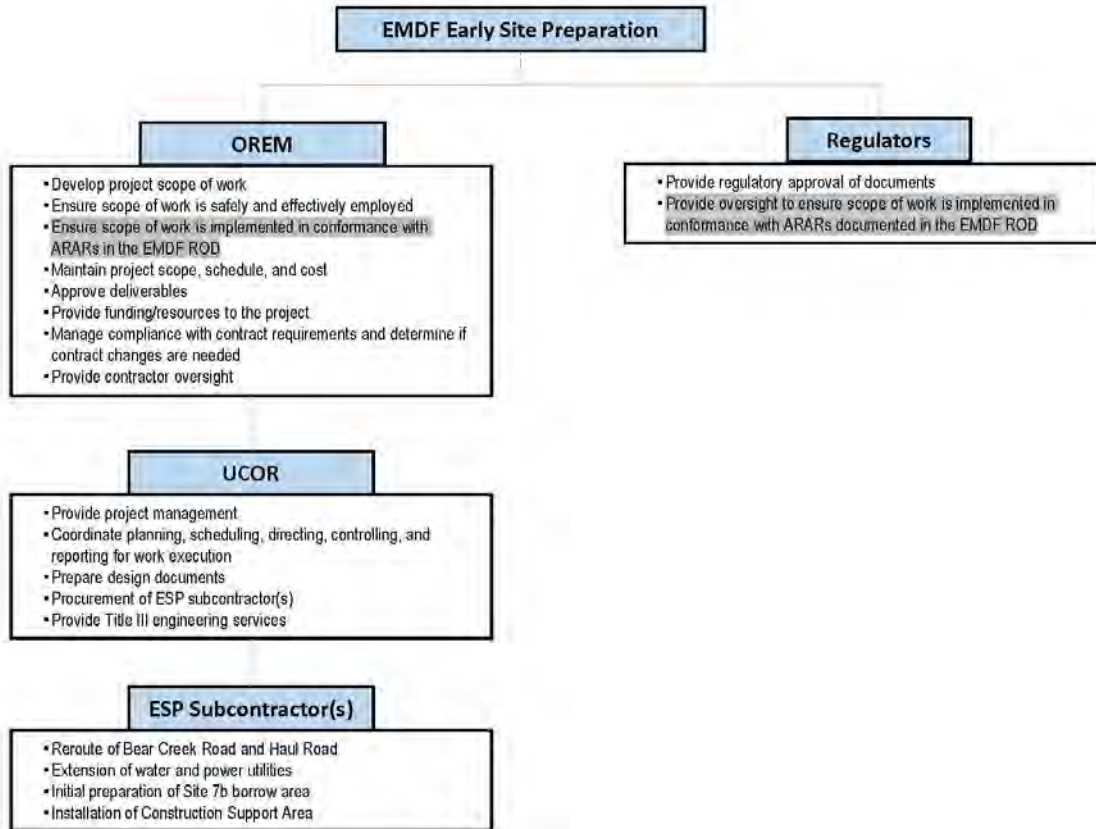 EMDF Early Site Preparation
OREM
• Develop project scope of work
• Ensure scope of work is safely and effectively employed
• Ensure scope of work is implemented in conformance with
ARARs in the EMDF ROD
• Maintain project scope, schedule, and cost
• Approve deliverables
• Provide funding/resources to the project
• Manage compliance with contract requirements and determine if
contract changes are needed
• Provide contractor oversight
Regulators
• Provide regulatory approval of documents
• Provide oversight to ensure scope of work is implemented in
conformance with ARARs documented in the EMDF ROD
UCOR
• Provide project management
• Coordinate planning, scheduling, directing, controlling, and
reporting for work execution
• Prepare design documents
• Procurement of ESP subcontractor(s)
• Provide Title III engineering services
ESP Subcontractor(s)
• Reroute of Bear Creek Road and Haul Road
• Extension of water and power utilities
• Initial preparation of Site 7b borrow area
• Installation of Construction Support Area